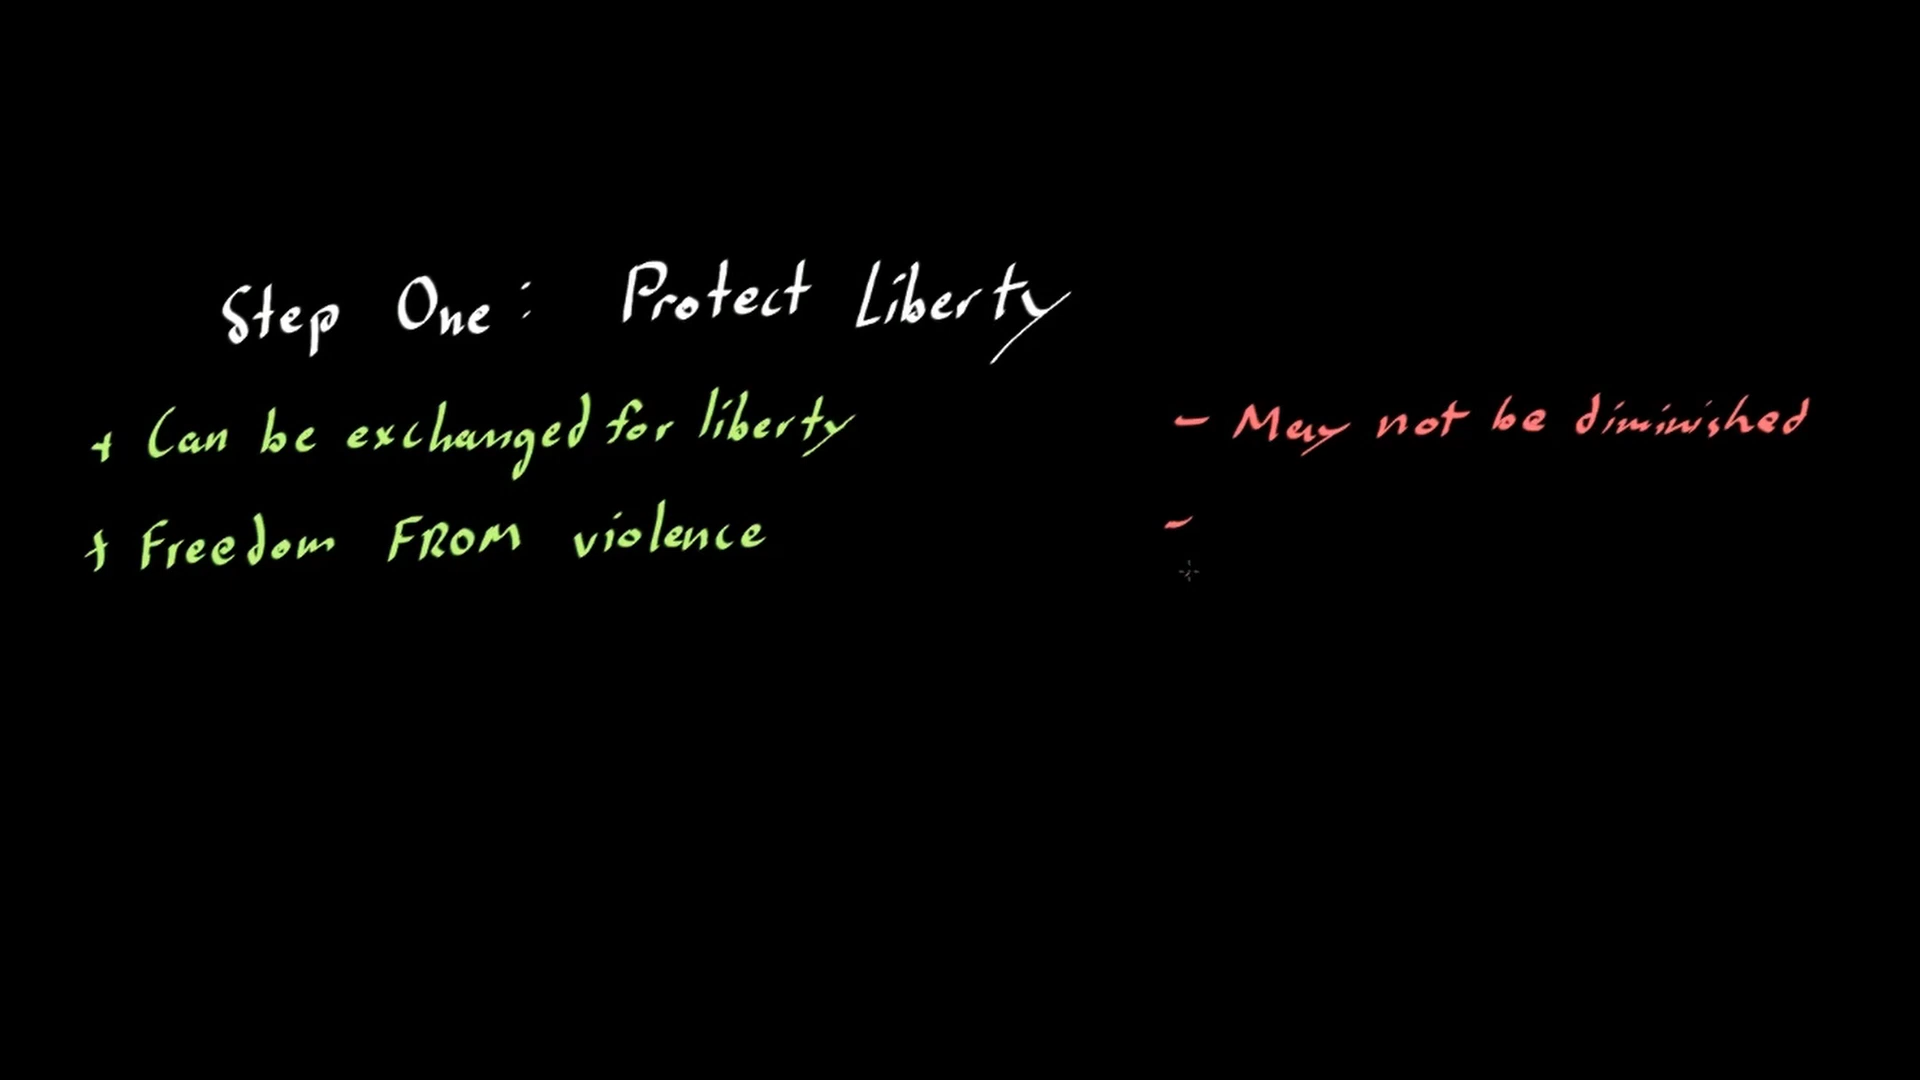 Step One: Protect Liberty
+ Can be exchanged for liberty
- May not be diminished
+ Freedom FROM violence
-